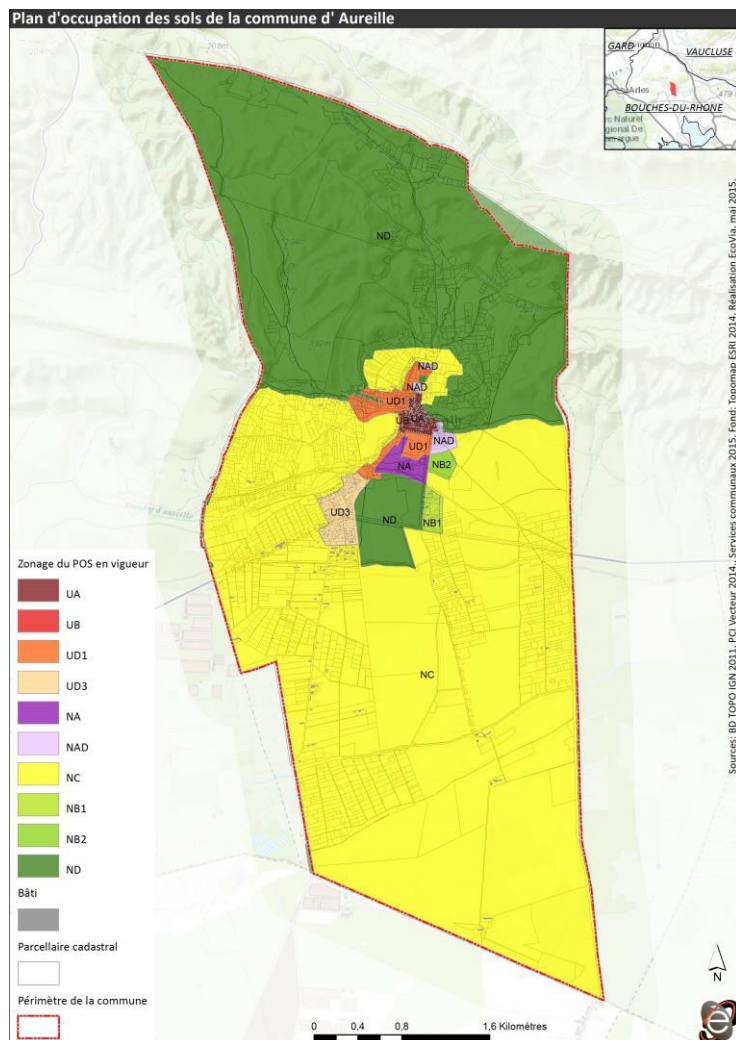 Plan d'occupation des sols de la commune d' Aureille
GARD
VAUCLUSE
Arles
BOUCHES-DU-RHONE
ND
NAD
NAD
UD1
UA
UB
UD1
NAD
NA
NB2
UD3
ND
NB1
NC
Zonage du POS en vigueur
UA
UB
UD1
UD3
NA
NAD
NC
NB1
NB2
ND
Bâti
Parcellaire cadastral
Périmètre de la commune
0 0,4 0,8 1,6 Kilomètres
N
Sources: BD TOPO IGN 2011, PCI Vecteur 2014., Services communaux 2015, Fond: Topomap ESRI 2014. Réalisation EcoVia, mai 2015.